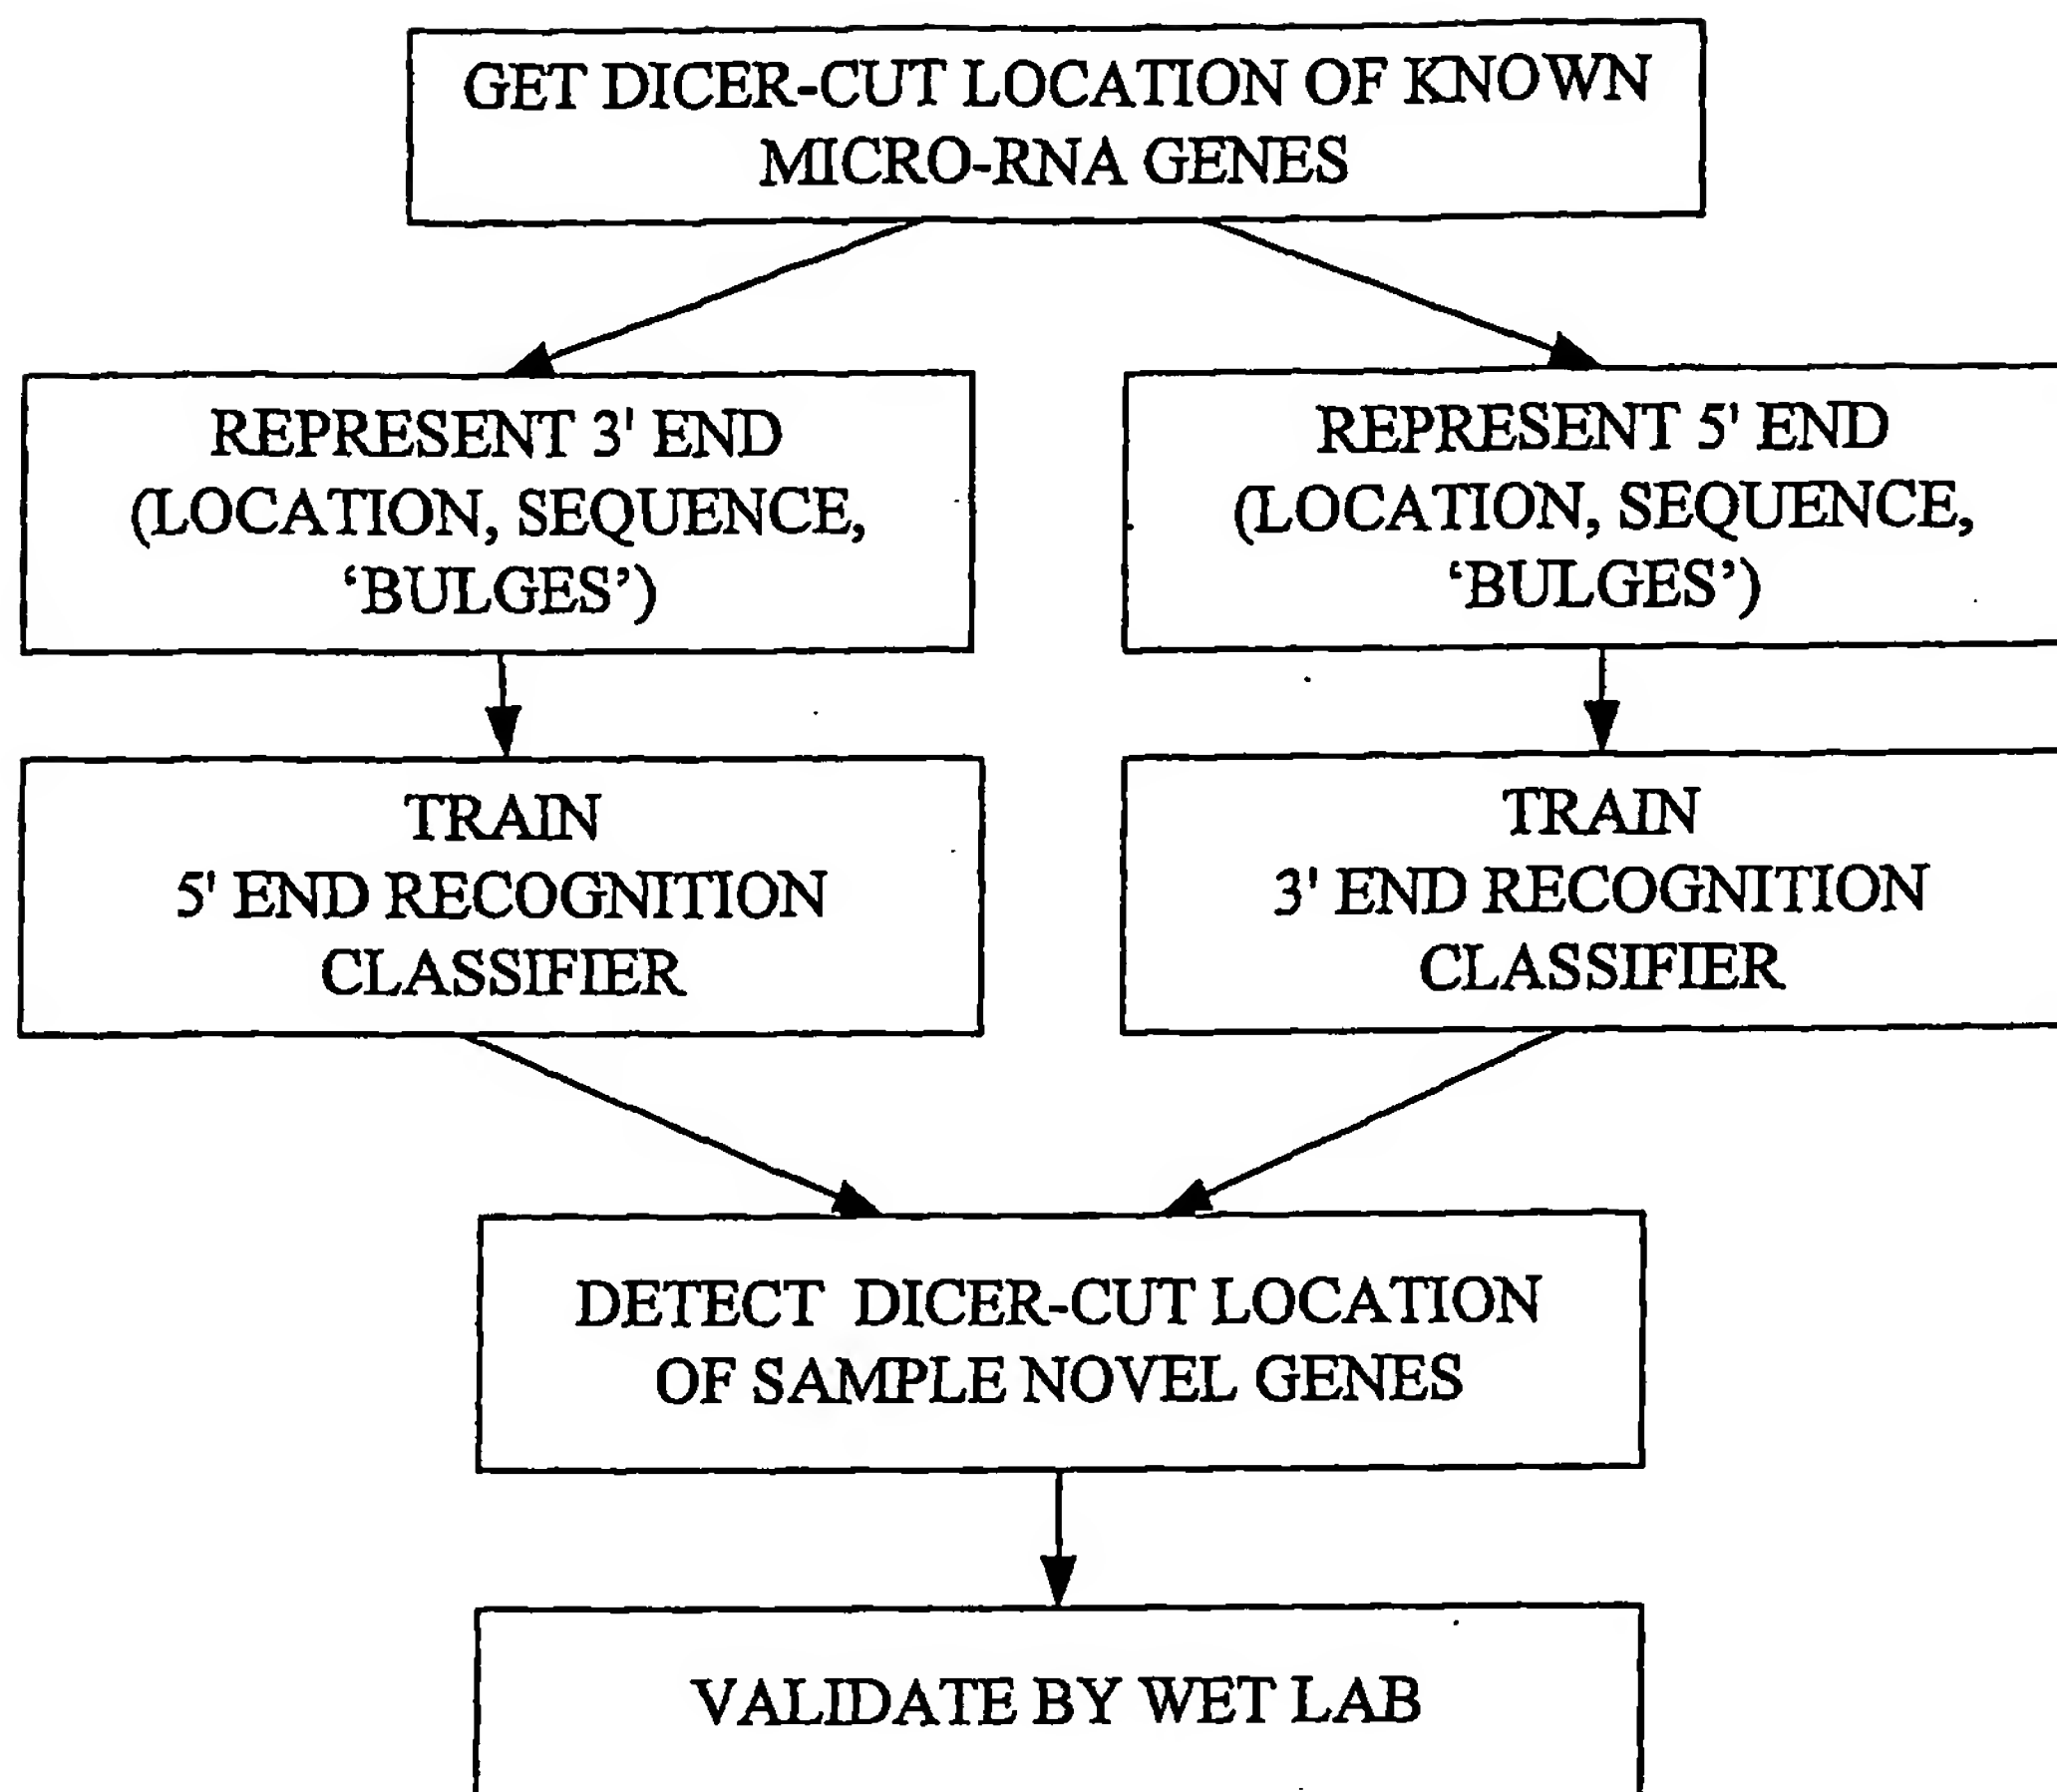 GET DICER-CUT LOCATION OF KNOWN
MICRO-RNA GENES
REPRESENT 3' END
(LOCATION, SEQUENCE,
‘BULGES’)
REPRESENT 5' END
(LOCATION, SEQUENCE,
‘BULGES’)
TRAIN
5' END RECOGNITION
CLASSIFIER
TRAIN
3' END RECOGNITION
CLASSIFIER
DETECT DICER-CUT LOCATION
OF SAMPLE NOVEL GENES
VALIDATE BY WET LAB